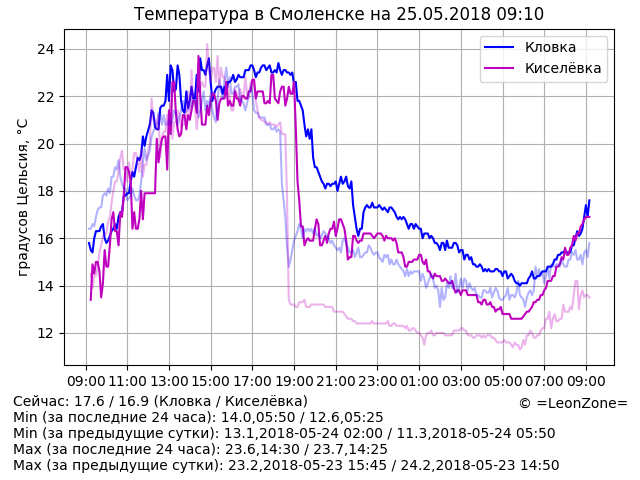 Температура в Смоленске на 25.05.2018 09:10
градусов Цельсия, °C
24
22
20
18
16
14
12
Кловка
Киселёвка
09:00 11:00 13:00 15:00 17:00 19:00 21:00 23:00 01:00 03:00 05:00 07:00 09:00
Сейчас: 17.6 / 16.9 (Кловка / Киселёвка)
© =LeonZone=
Min (за последние 24 часа): 14.0,05:50 / 12.6,05:25
Min (за предыдущие сутки): 13.1,2018-05-24 02:00 / 11.3,2018-05-24 05:50
Max (за последние 24 часа): 23.6,14:30 / 23.7,14:25
Max (за предыдущие сутки): 23.2,2018-05-23 15:45 / 24.2,2018-05-23 14:50